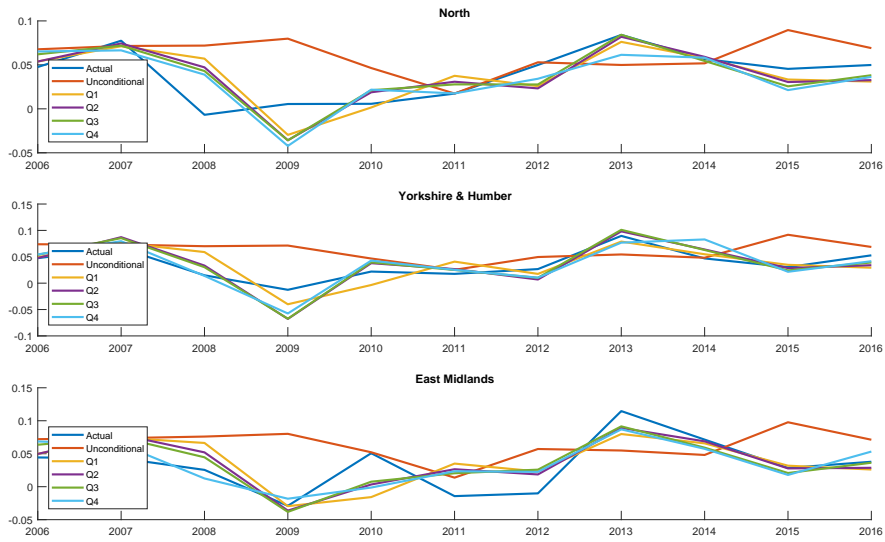 North
0.1
0.05
0
-0.05
Actual
Unconditional
Q1
Q2
Q3
Q4
2006 2007 2008 2009 2010 2011 2012 2013 2014 2015 2016
Yorkshire & Humber
0.15
0.1
0.05
0
-0.05
-0.1
Actual
Unconditional
Q1
Q2
Q3
Q4
2006 2007 2008 2009 2010 2011 2012 2013 2014 2015 2016
East Midlands
0.15
0.1
0.05
0
-0.05
Actual
Unconditional
Q1
Q2
Q3
Q4
2006 2007 2008 2009 2010 2011 2012 2013 2014 2015 2016